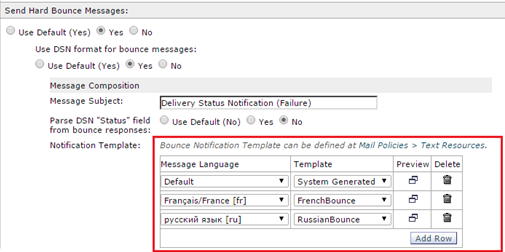 Send Hard Bounce Messages:
Use Default (Yes) Yes No
Use DSN format for bounce messages:
Use Default (Yes) Yes No
Message Composition
Message Subject: Delivery Status Notification (Failure)
Parse DSN "Status" field Use Default (No) Yes No
from bounce responses:
Notification Template: Bounce Notification Template can be defined at Mail Policies > Text Resources.
Message Language Template Preview Delete
Default System Generated
Français/France [fr] FrenchBounce
русский язык [ru] RussianBounce
Add Row